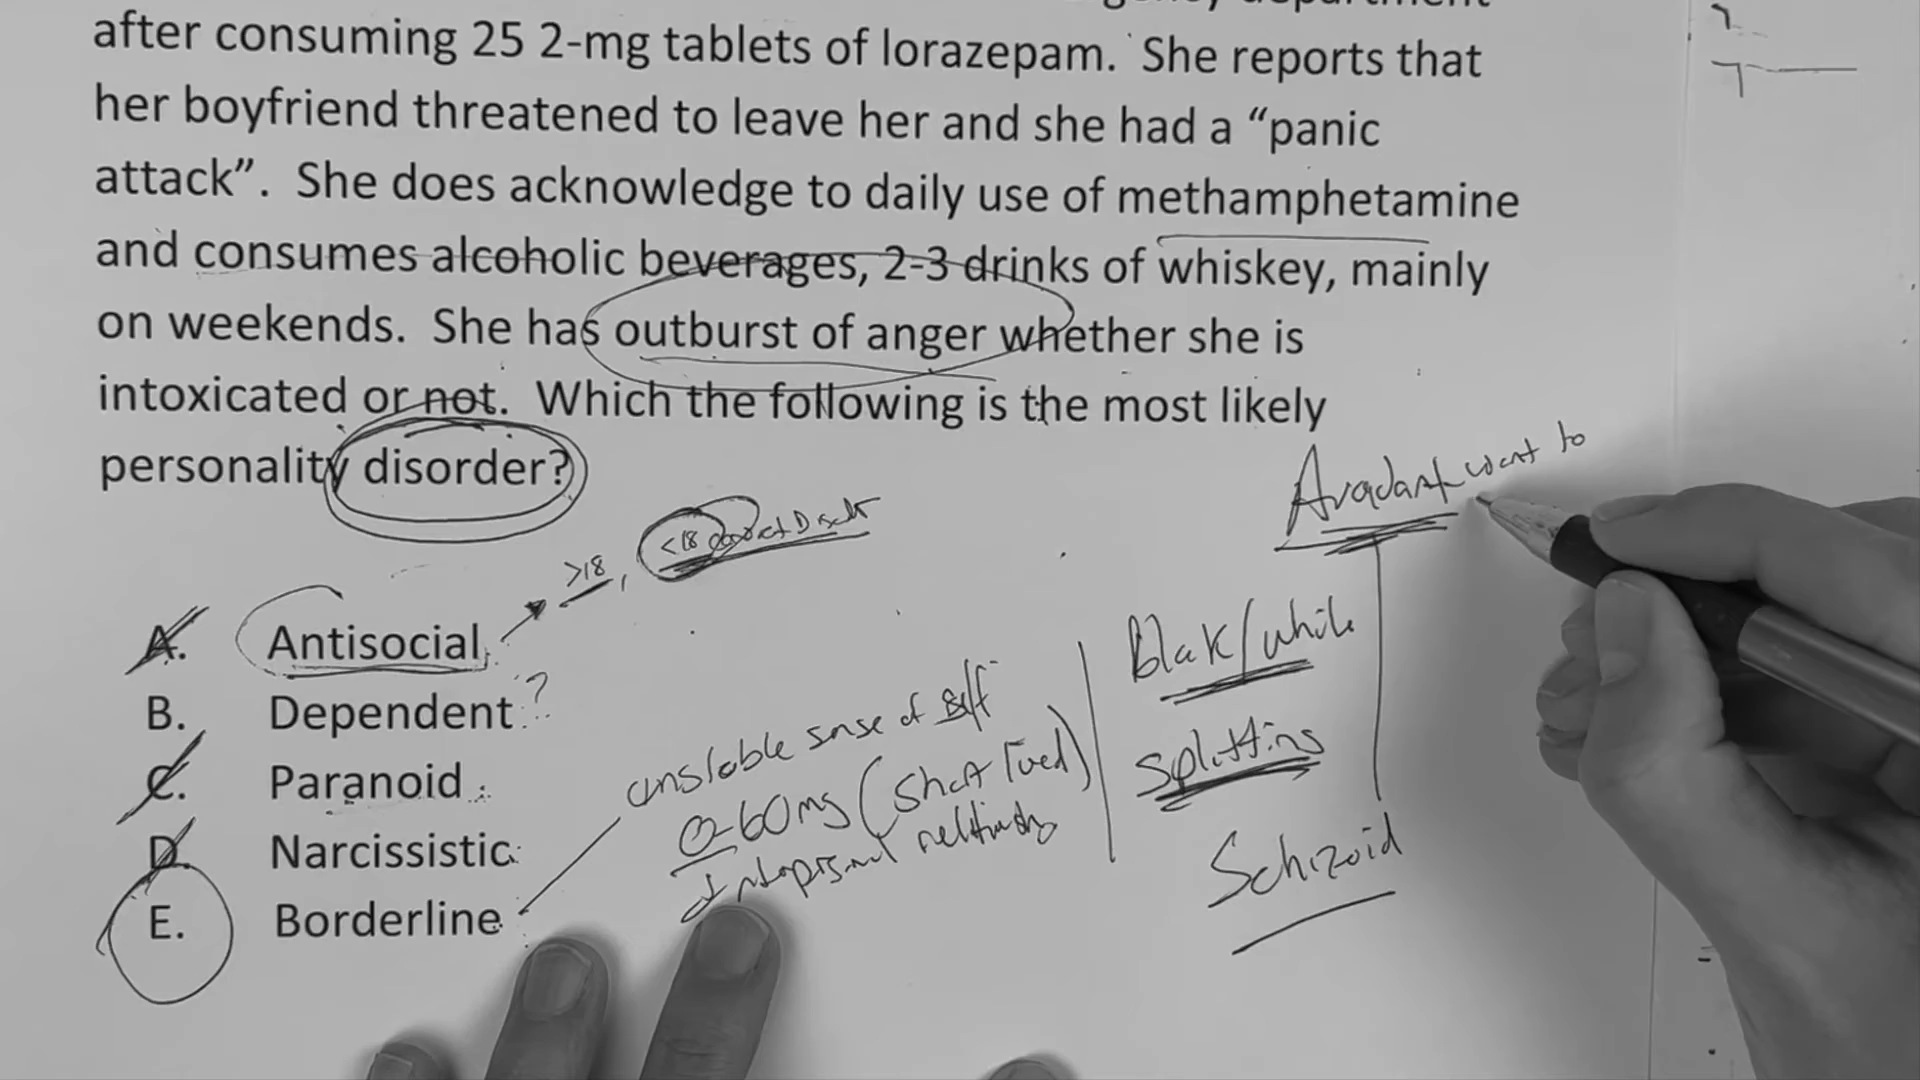 after consuming 25 2-mg tablets of lorazepam. She reports that
her boyfriend threatened to leave her and she had a “panic
attack”. She does acknowledge to daily use of methamphetamine
and consumes alcoholic beverages, 2-3 drinks of whiskey, mainly
on weekends. She has outburst of anger whether she is
intoxicated or not. Which the following is the most likely
personality disorder?
want to
<18
>18,
A. Antisocial
B. Dependent ?
C. Paranoid
D. Narcissistic
E. Borderline
unstable sense of self
relationships
Black/white
splitting
Schizoid